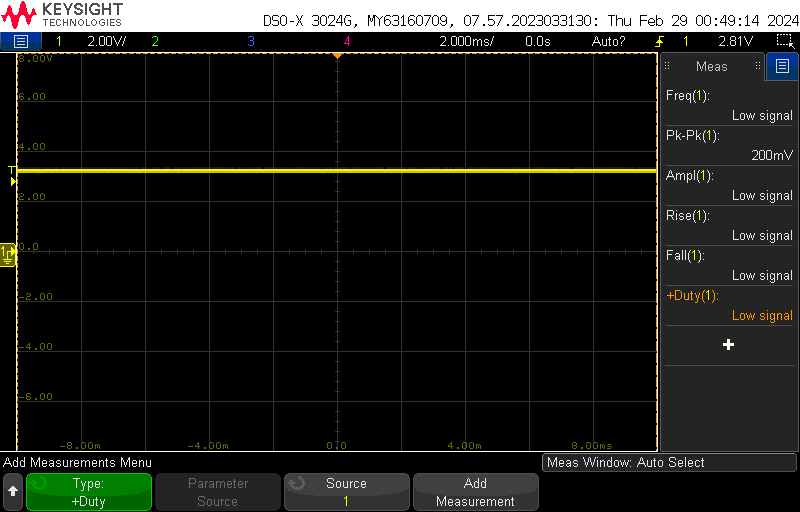 KEYSIGHT
TECHNOLOGIES
DSO-X 3024G, MY63160709, 07.57.2023033130: Thu Feb 29 00:49:14 2024
1 2.00V/ 2 3 4 2.000ms/ 0.0s Auto? 1 2.81V
8.00V
6.00
4.00
T
2.00
1 0.0
-2.00
-4.00
-6.00
-8.00m -4.00m 0.0 4.00m 8.00ms
Meas
Freq(1):
Low signal
Pk-Pk(1):
200mV
Ampl(1):
Low signal
Rise(1):
Low signal
Fall(1):
Low signal
+Duty(1):
Low signal
+
Add Measurements Menu
Meas Window: Auto Select
Type:
+Duty
Parameter
Source
Source
1
Add
Measurement